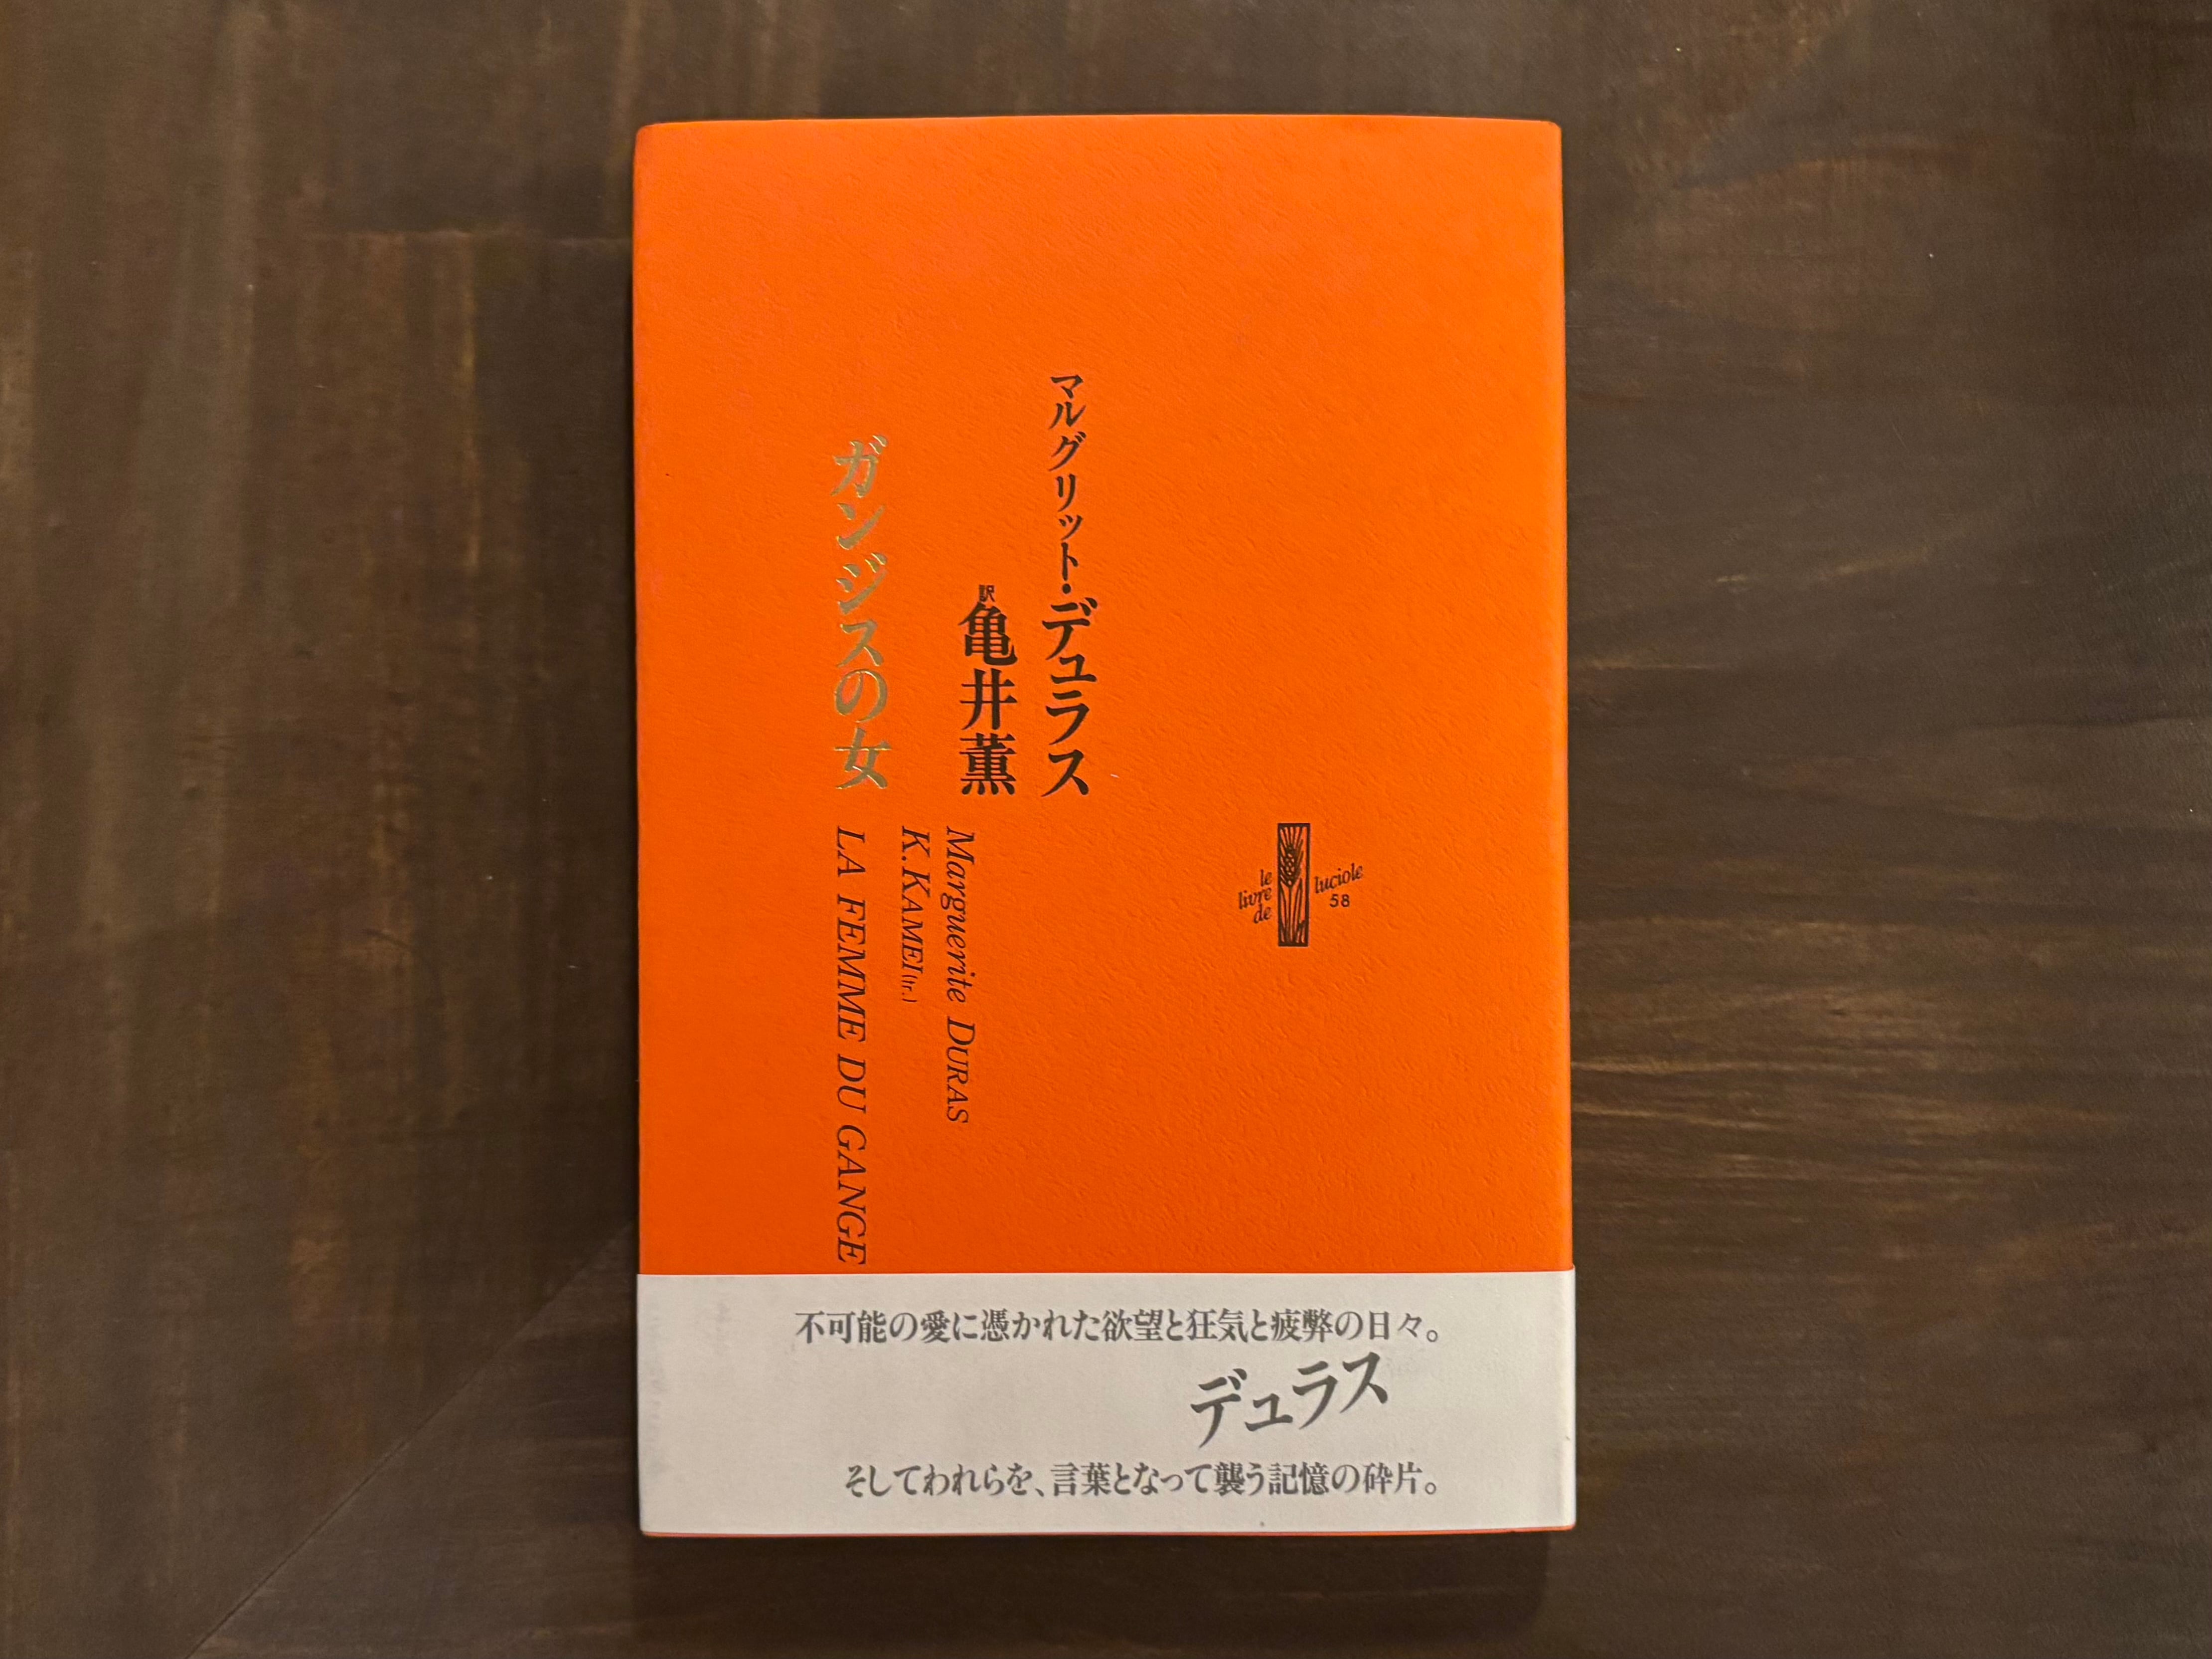 マルグリット・デュラス
訳 亀井薫
ガンジスの女
Marguerite DURAS
K.KAMEI(tr.)
LA FEMME DU GANGE
le
livre
de
luciole
58
不可能の愛に憑かれた欲望と狂気と疲弊の日々。
デュラス
そしてわれらを、言葉となって襲う記憶の砕片。